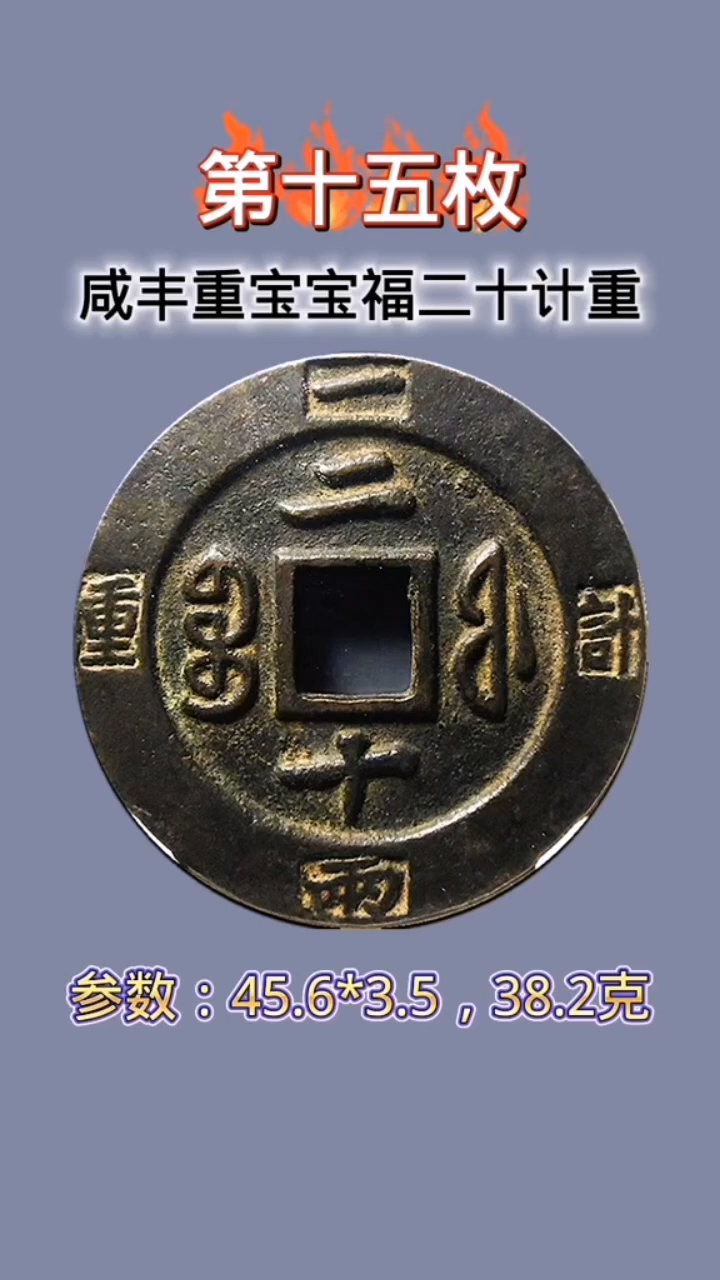 第十五枚
咸丰重宝宝福二十计重
一
二
重
計
十
兩
参数：45.6*3.5，38.2克